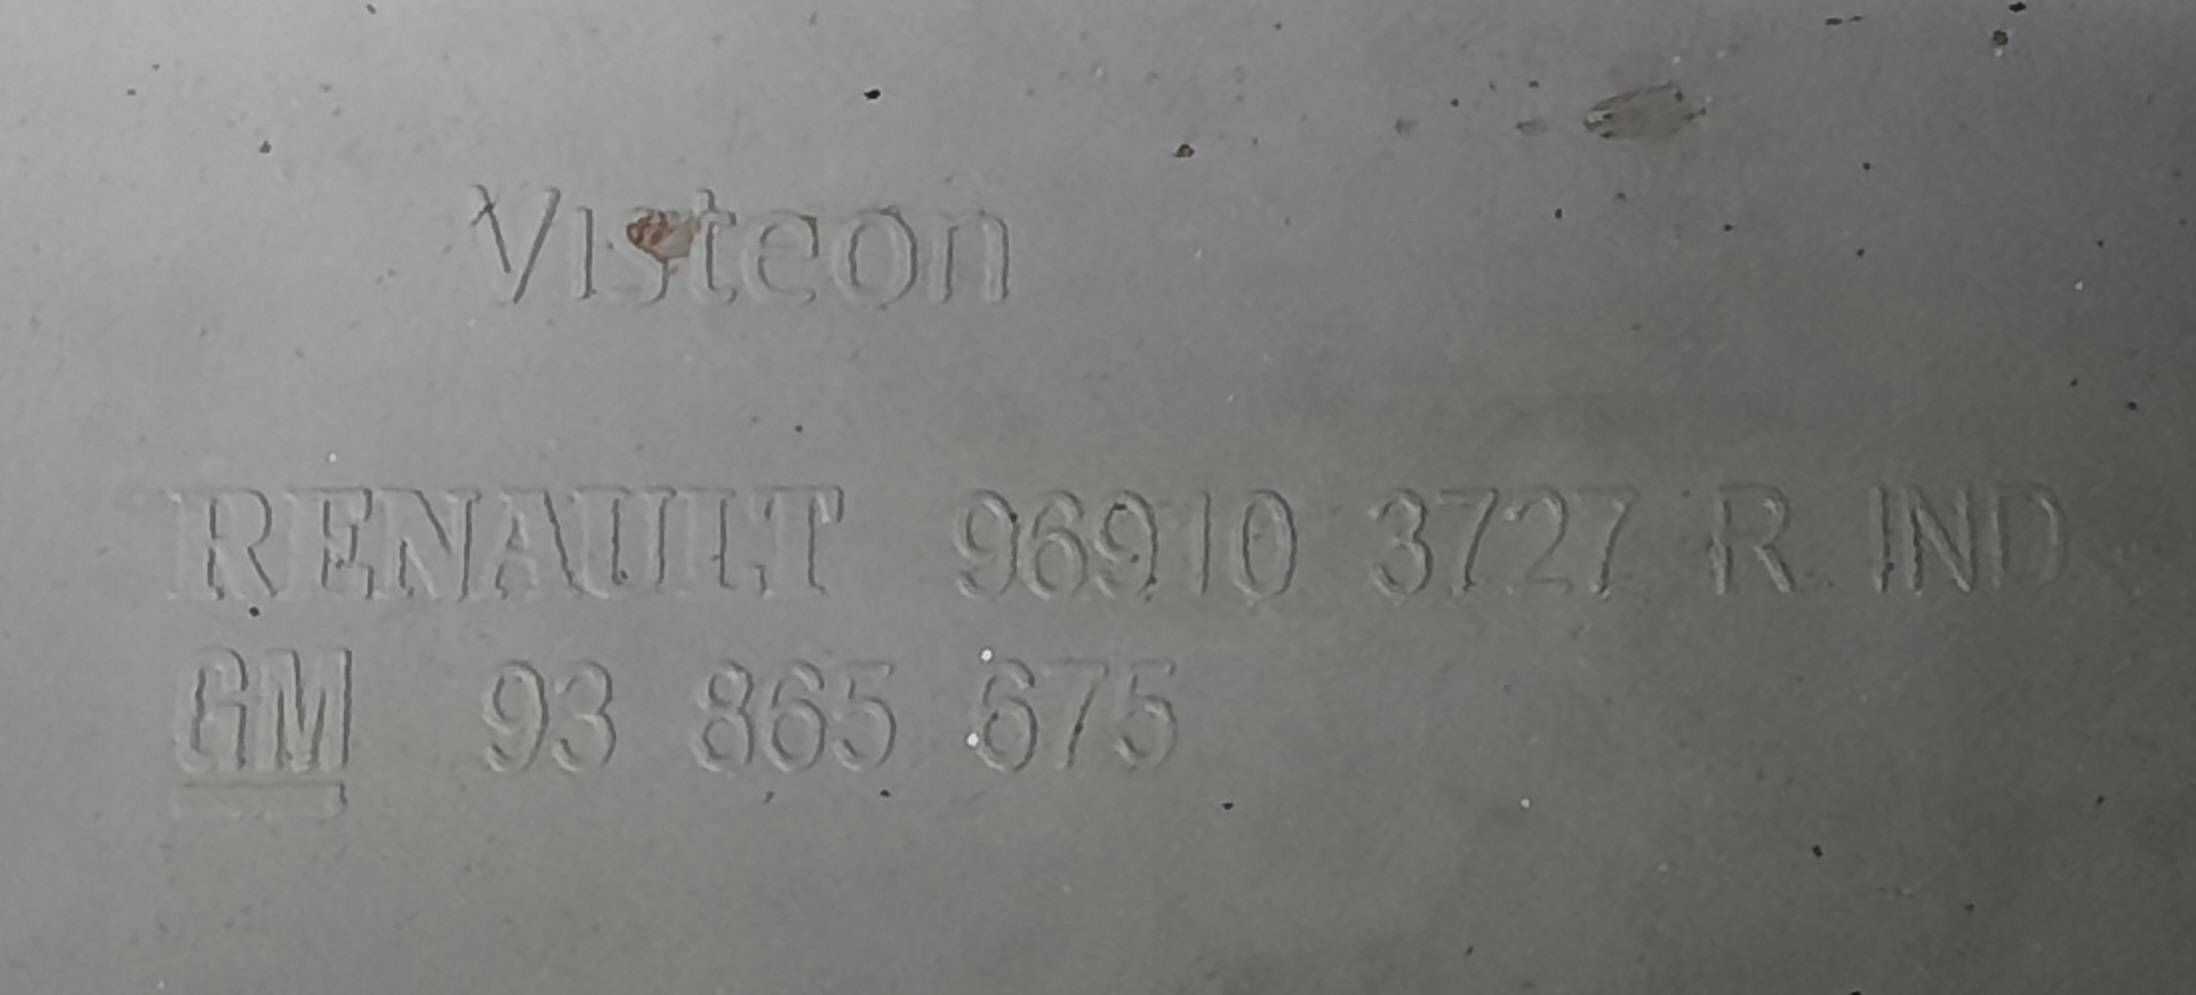 Visteon
RENAULT 96910 3727 R IND
GM 93 865 675